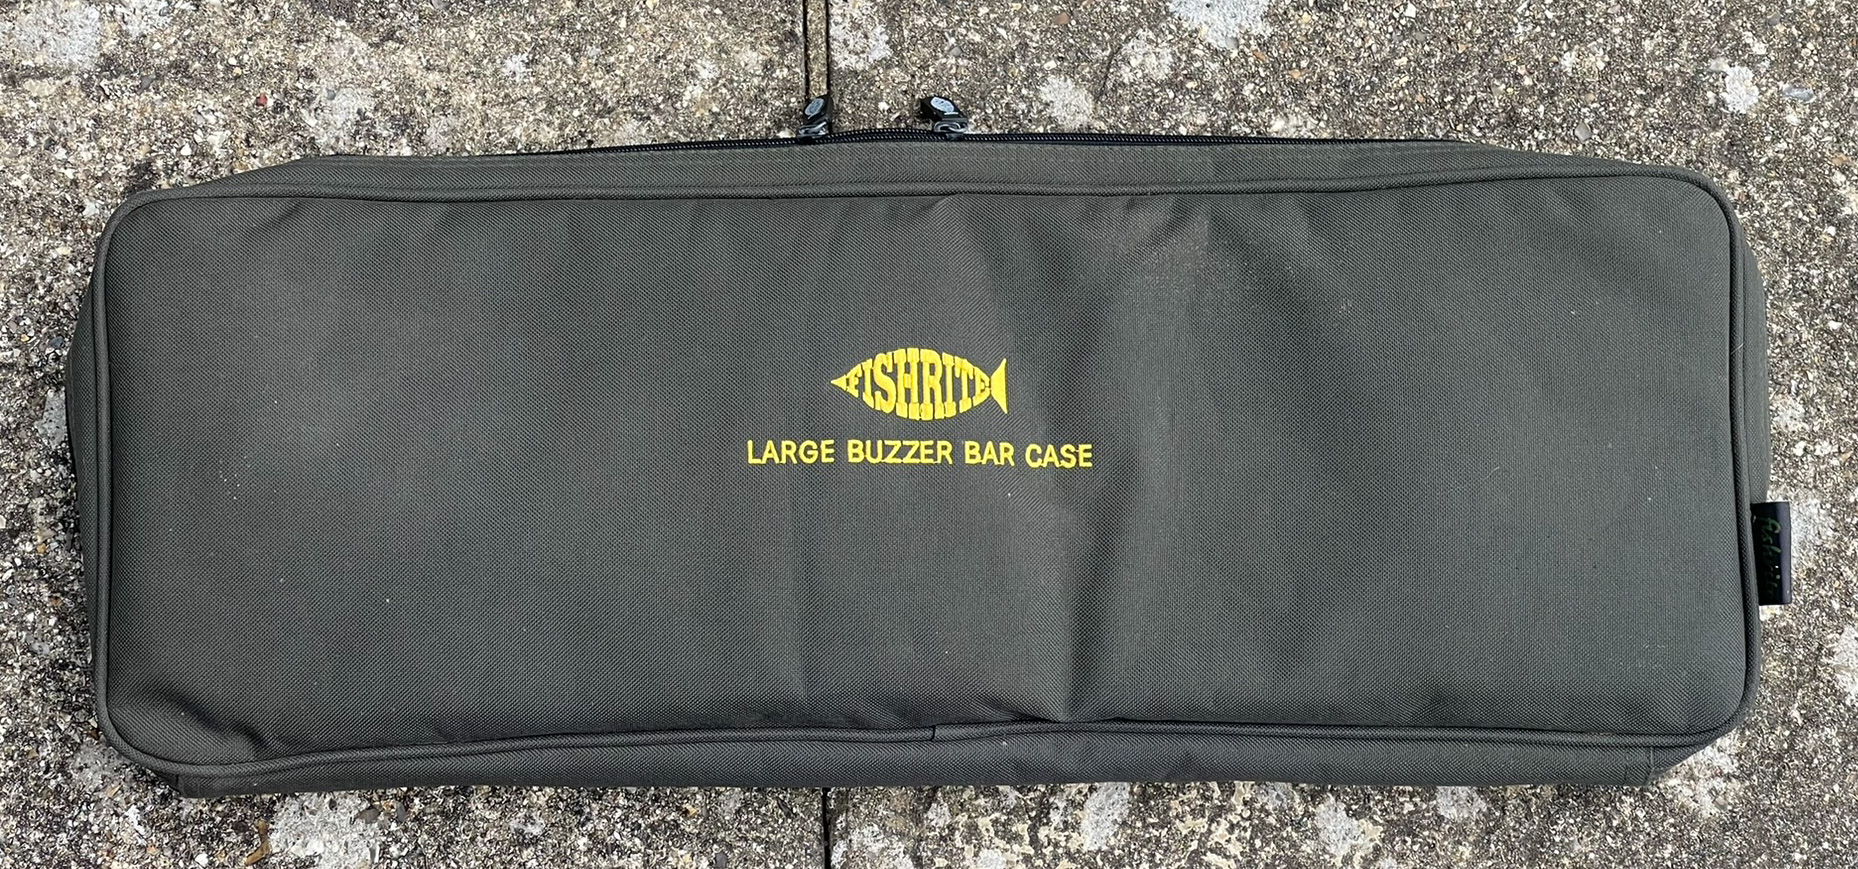 FISHRITE
LARGE BUZZER BAR CASE